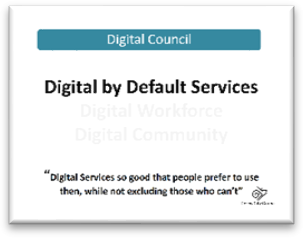 Digital Council
Digital by Default Services
Digital Workforce
Digital Community
“Digital Services so good that people prefer to use
then, while not excluding those who can’t”